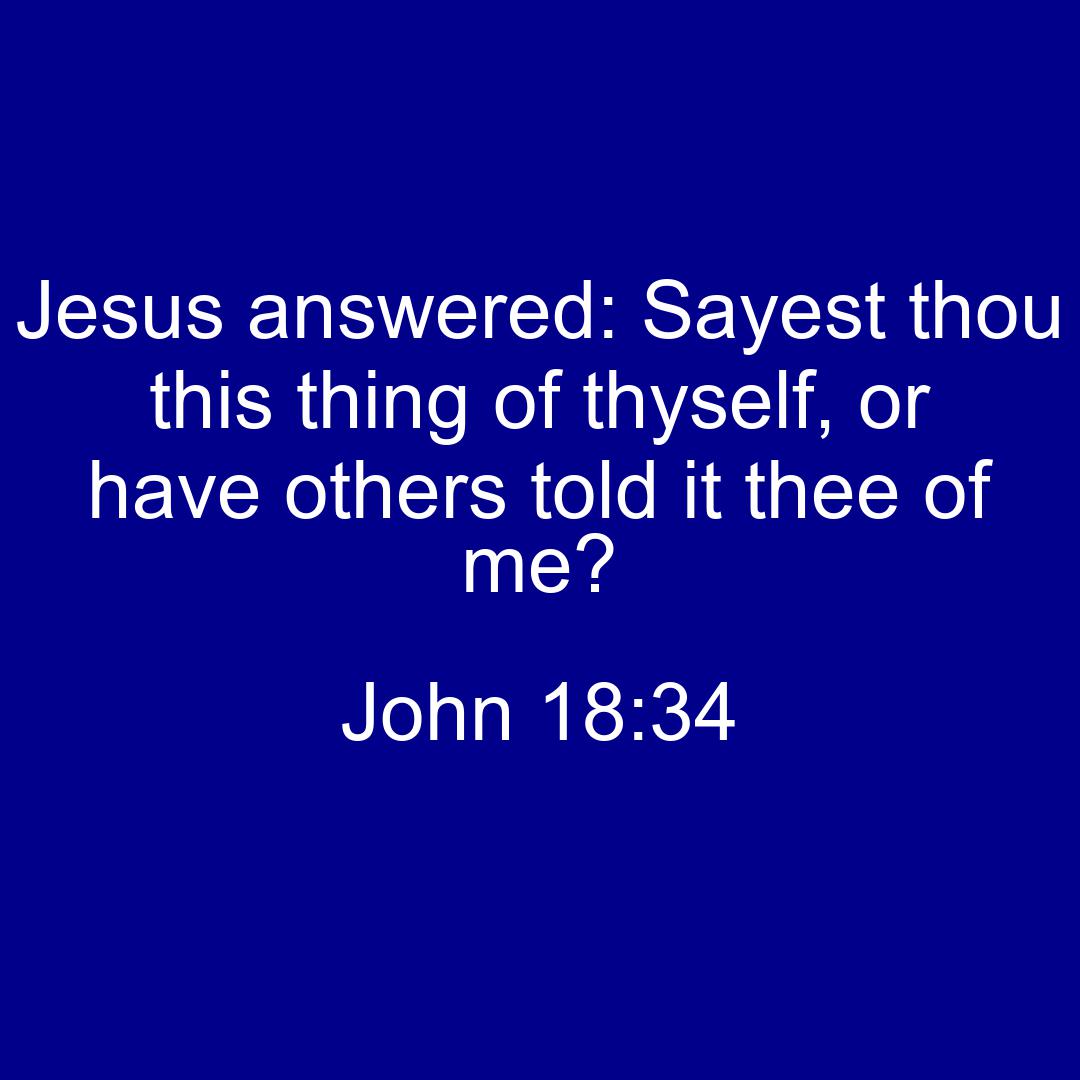 Jesus answered: Sayest thou
this thing of thyself, or
have others told it thee of
me?
John 18:34